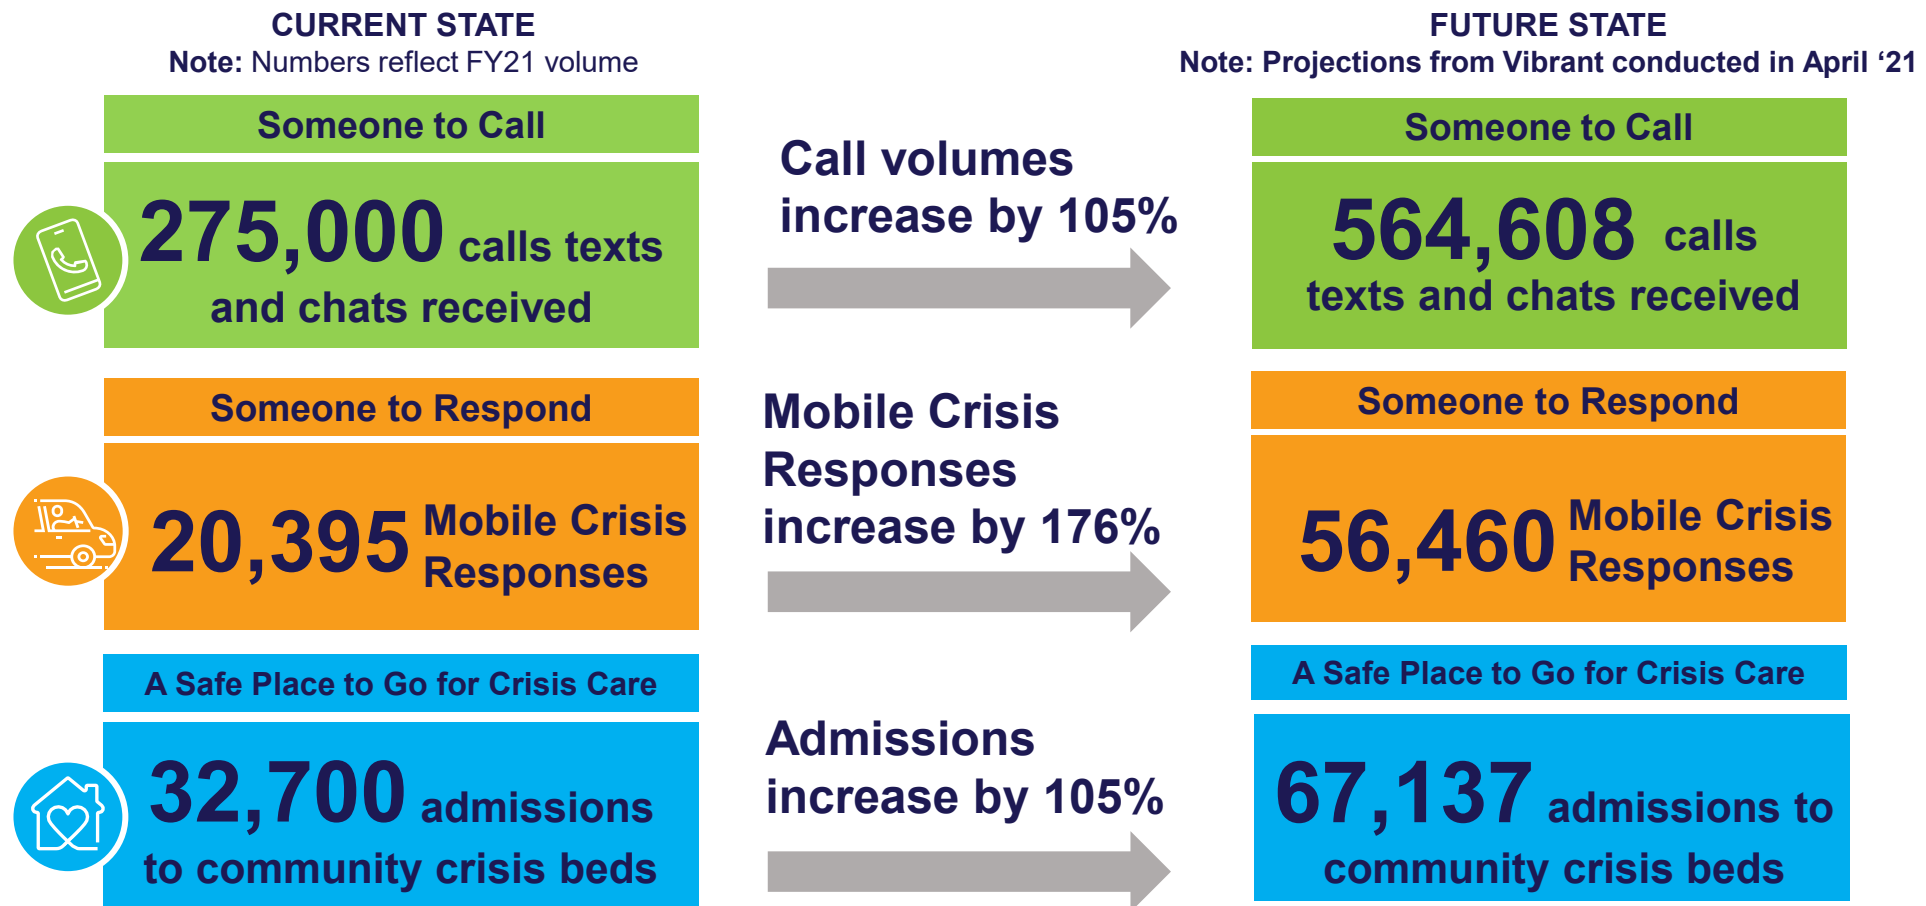 CURRENT STATE
Note: Numbers reflect FY21 volume
Someone to Call
275,000 calls texts
and chats received
Someone to Respond
20,395 Mobile Crisis
Responses
A Safe Place to Go for Crisis Care
32,700 admissions
to community crisis beds
Call volumes
increase by 105%
Mobile Crisis
Responses
increase by 176%
Admissions
increase by 105%
FUTURE STATE
Note: Projections from Vibrant conducted in April ‘21
Someone to Call
564,608 calls
texts and chats received
Someone to Respond
56,460 Mobile Crisis
Responses
A Safe Place to Go for Crisis Care
67,137 admissions to
community crisis beds